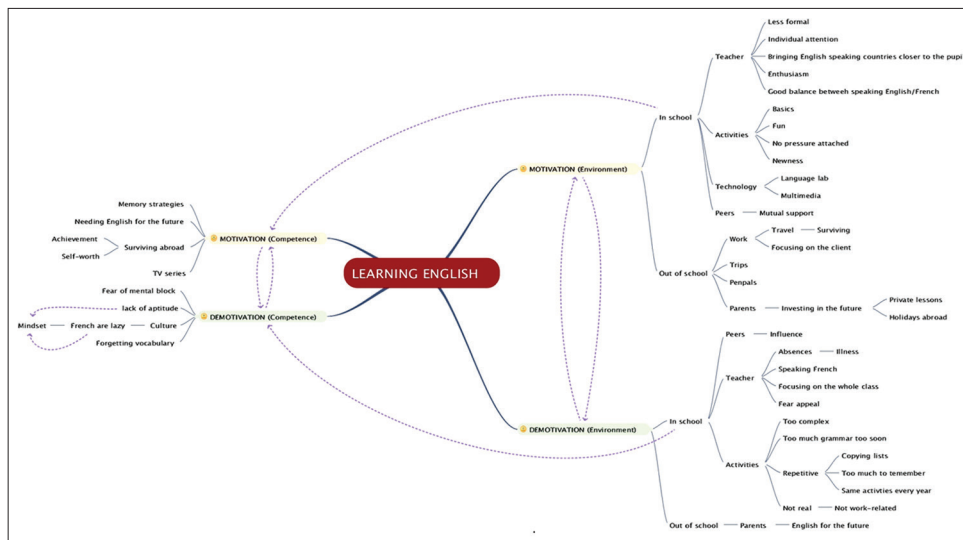 Less formal
Individual attention
Teacher
Bringing English speaking countries closer to the pupi
Enthusiasm
Good balance betweeh speaking English/French
In school
Basics
Fun
Activities
No pressure attached
Newness
MOTIVATION (Environment)
Language lab
Technology
Multimedia
Peers
Mutual support
Work
Travel
Surviving
Focusing on the client
Out of school
Trips
Penpals
Parents
Investing in the future
Private lessons
Holidays abroad
Memory strategies
Needing English for the future
MOTIVATION (Competence)
Achievement
Surviving abroad
Self-worth
TV series
LEARNING ENGLISH
Fear of mental block
lack of aptitude
DEMOTIVATION (Competence)
Mindset
French are lazy
Culture
Forgetting vocabulary
Peers
Influence
Absences
Illness
Teacher
Speaking French
Focusing on the whole class
Fear appeal
In school
DEMOTIVATION (Environment)
Too complex
Too much grammar too soon
Activities
Copying lists
Repetitive
Too much to temember
Same activties every year
Not real
Not work-related
Out of school
Parents
English for the future